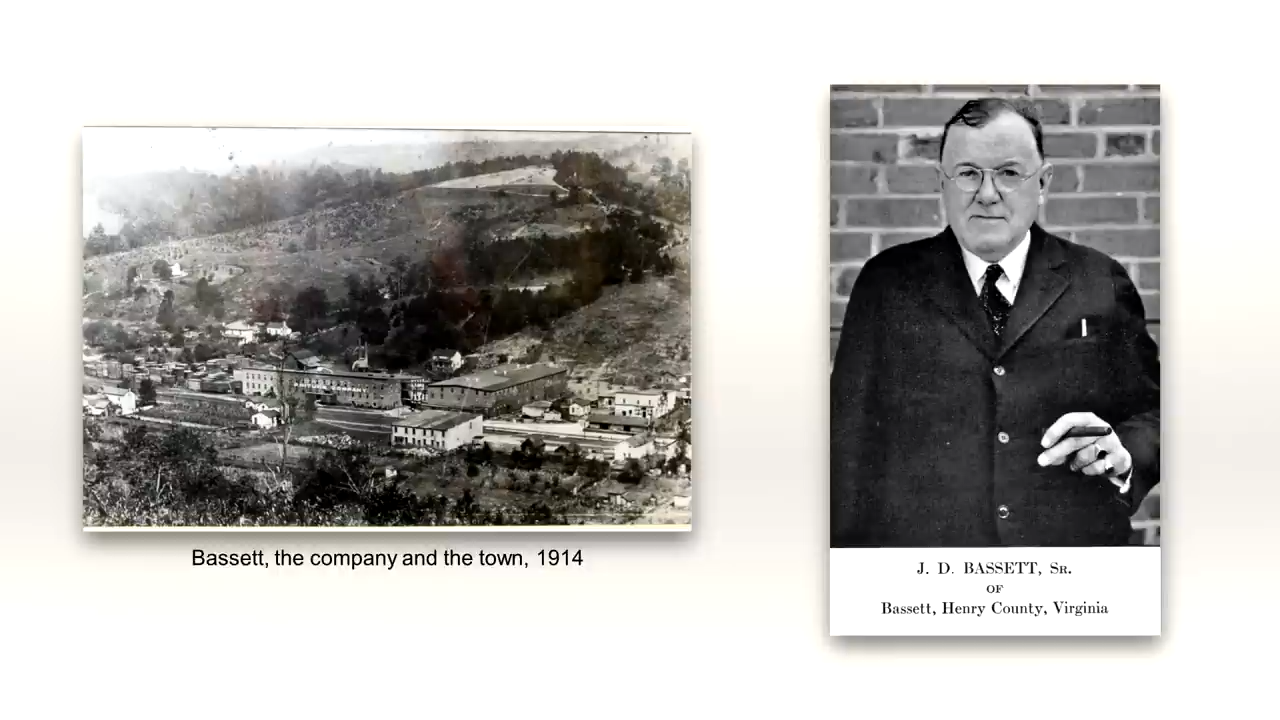 Bassett, the company and the town, 1914
J. D. BASSETT, SR.
OF
Bassett, Henry County, Virginia